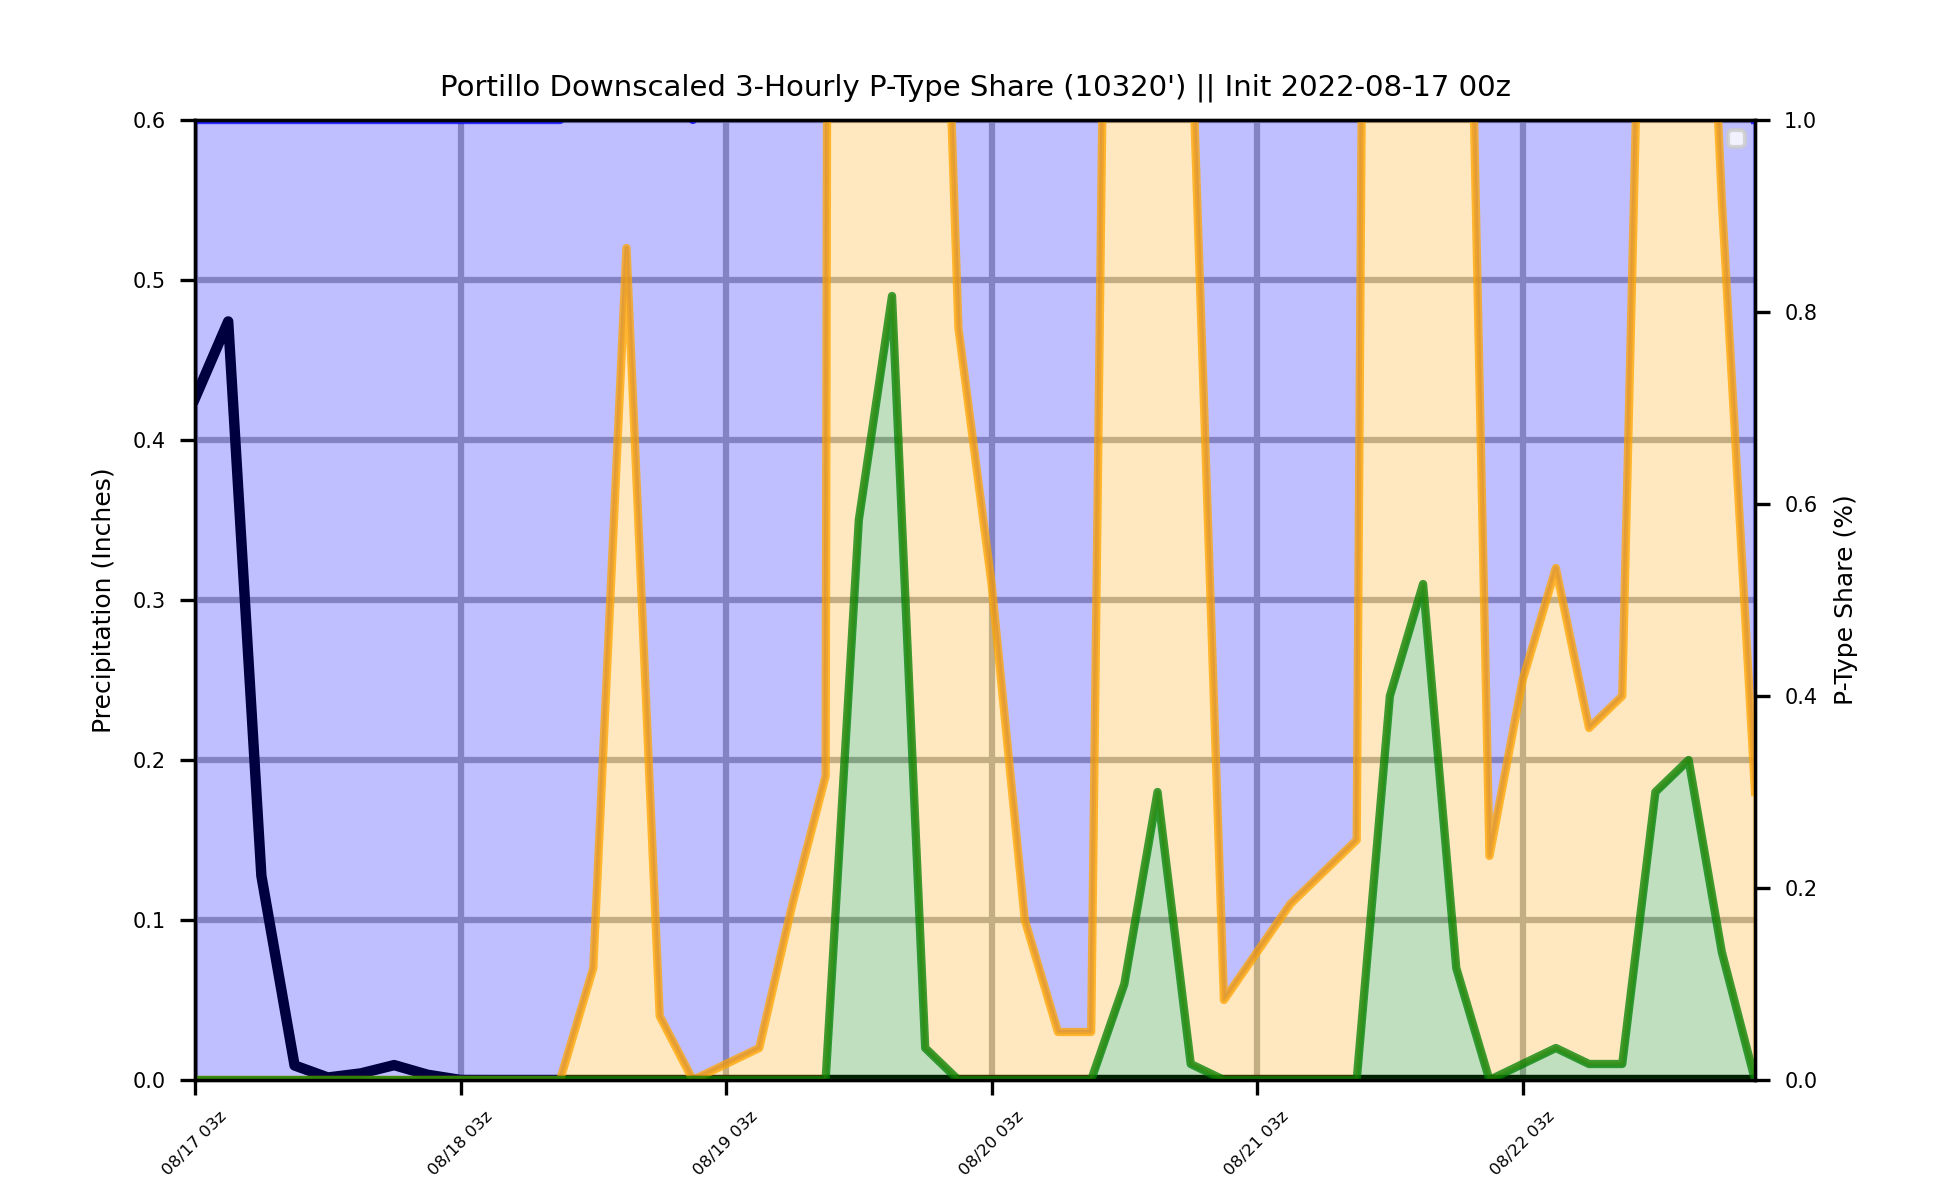 Portillo Downscaled 3-Hourly P-Type Share (10320') || Init 2022-08-17 00z
Precipitation (Inches)
0.6
0.5
0.4
0.3
0.2
0.1
0.0
1.0
0.8
0.6
0.4
0.2
0.0
P-Type Share (%)
08/17 03z
08/18 03z
08/19 03z
08/20 03z
08/21 03z
08/22 03z